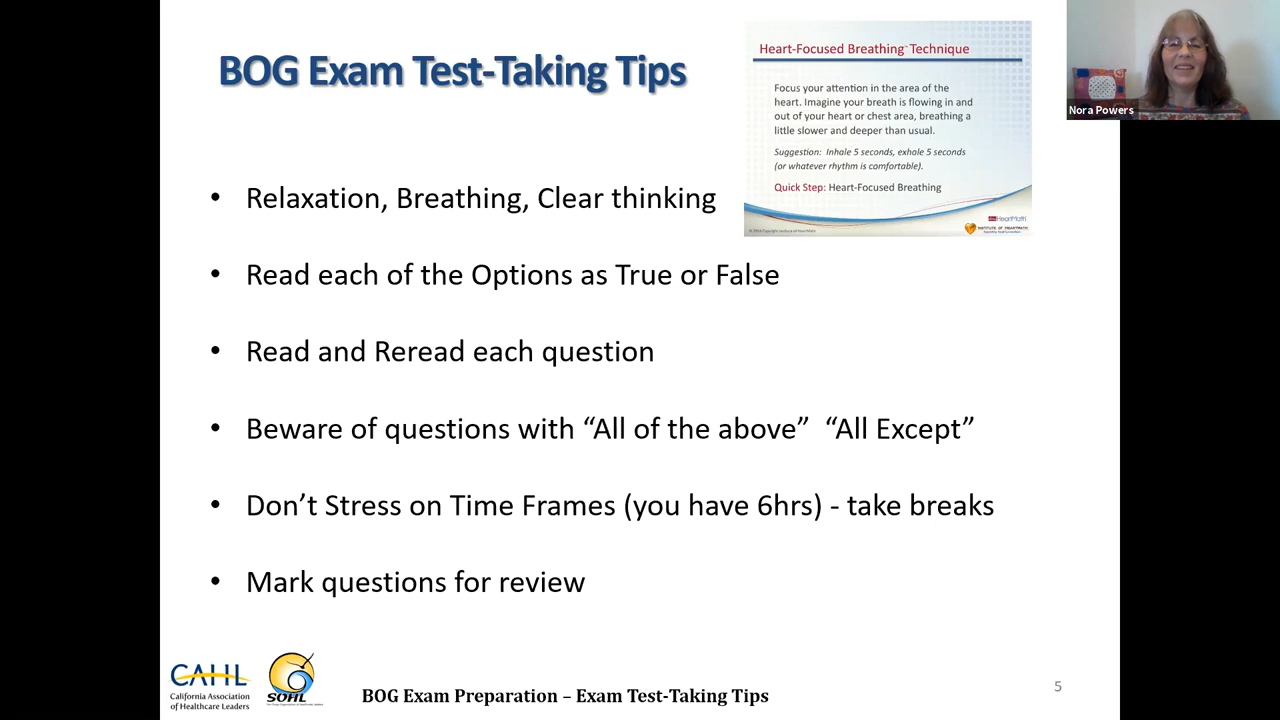 BOG Exam Test-Taking Tips
Heart-Focused Breathing™ Technique
Focus your attention in the area of the
heart. Imagine your breath is flowing in and
out of your heart or chest area, breathing a
little slower and deeper than usual.
Suggestion: Inhale 5 seconds, exhale 5 seconds
(or whatever rhythm is comfortable).
Quick Step: Heart-Focused Breathing
HeartMath
INSTITUTE OF HEARTMATH
Nora Powers
• Relaxation, Breathing, Clear thinking
• Read each of the Options as True or False
• Read and Reread each question
• Beware of questions with “All of the above”  “All Except”
• Don’t Stress on Time Frames (you have 6hrs) - take breaks
• Mark questions for review
CAHL
California Association
of Healthcare Leaders
SOHL
BOG Exam Preparation – Exam Test-Taking Tips
5